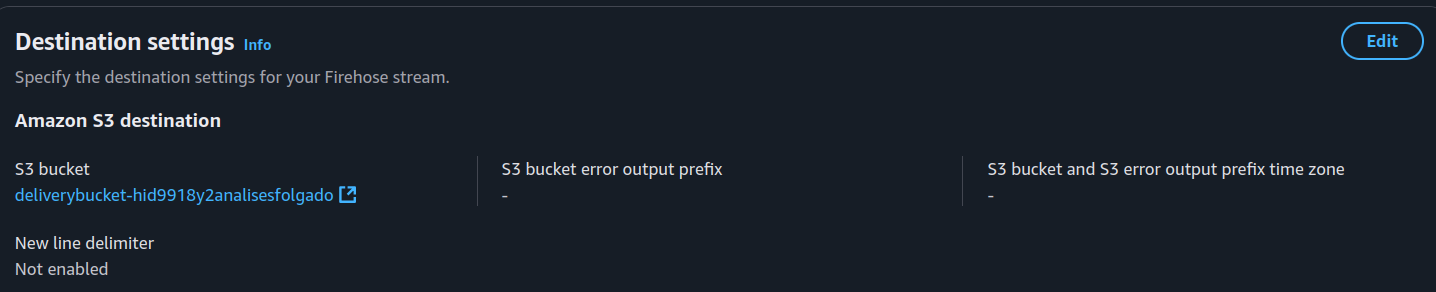 Destination settings Info
Edit
Specify the destination settings for your Firehose stream.
Amazon S3 destination
S3 bucket
deliverybucket-hid9918y2analisesfolgado
S3 bucket error output prefix
-
S3 bucket and S3 error output prefix time zone
-
New line delimiter
Not enabled